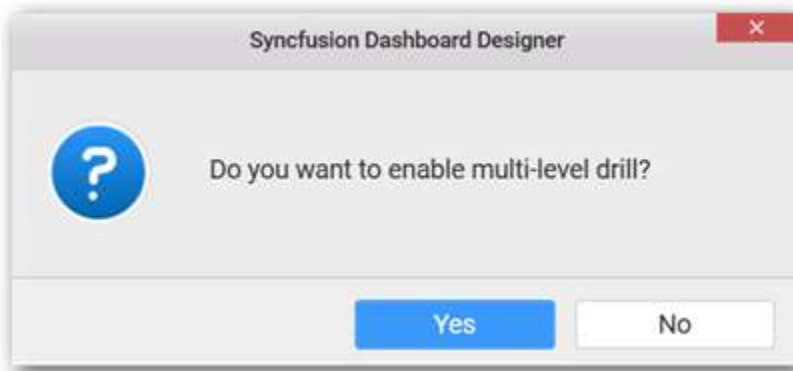 Syncfusion Dashboard Designer
Do you want to enable multi-level drill?
Yes
No